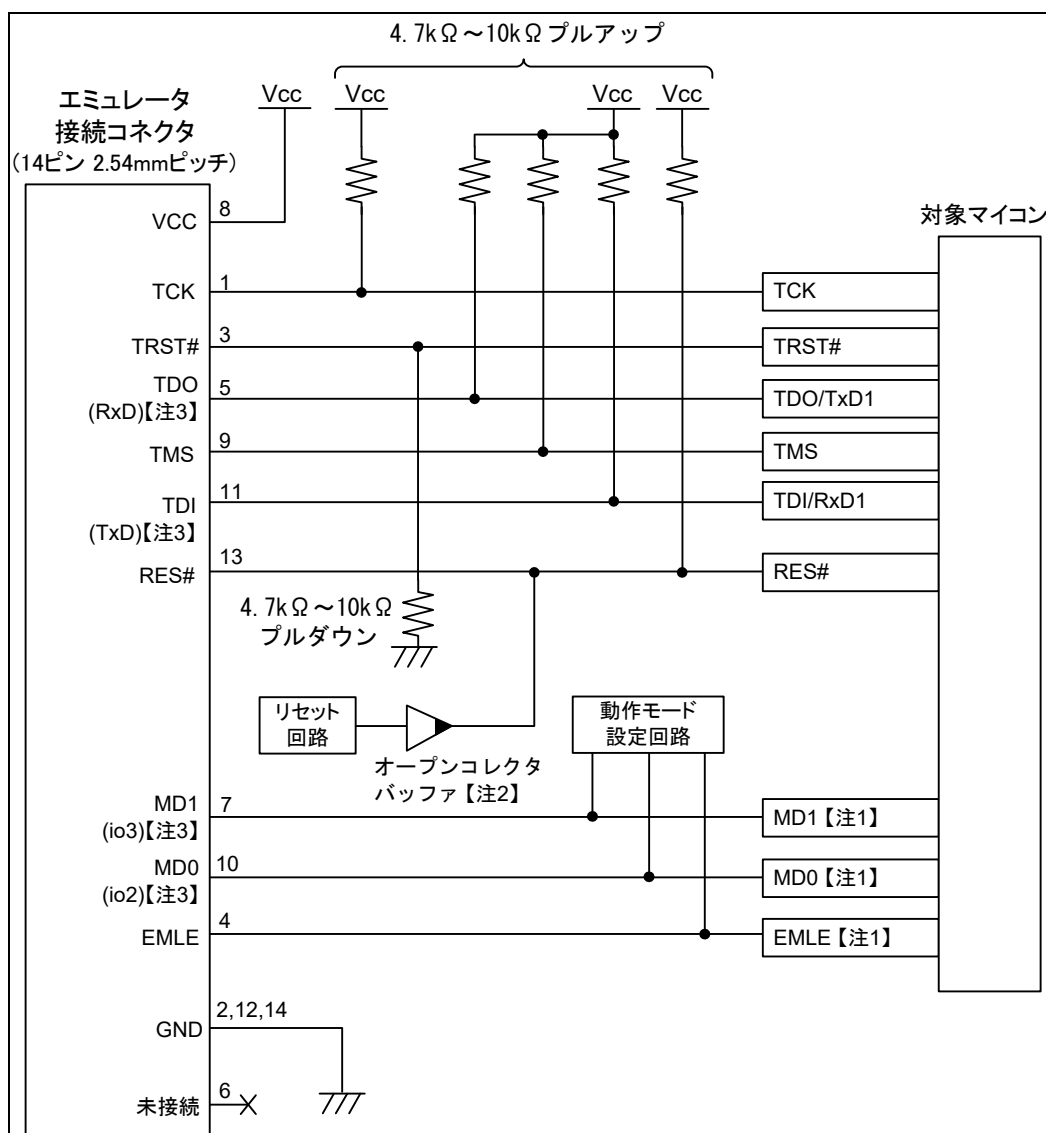 4.7kΩ～10kΩプルアップ
エミュレータ
接続コネクタ
(14ピン 2.54mmピッチ)
Vcc
Vcc
Vcc
Vcc
対象マイコン
VCC
8
TCK
1
TCK
TRST#
3
TRST#
TDO
(RxD)【注3】
5
TDO/TxD1
TMS
9
TMS
TDI
(TxD)【注3】
11
TDI/RxD1
RES#
13
RES#
4.7kΩ～10kΩ
プルダウン
リセット
回路
オープンコレクタ
バッファ【注2】
動作モード
設定回路
MD1
(io3)【注3】
7
MD1【注1】
MD0
(io2)【注3】
10
MD0【注1】
EMLE
4
EMLE【注1】
GND
2,12,14
未接続
6